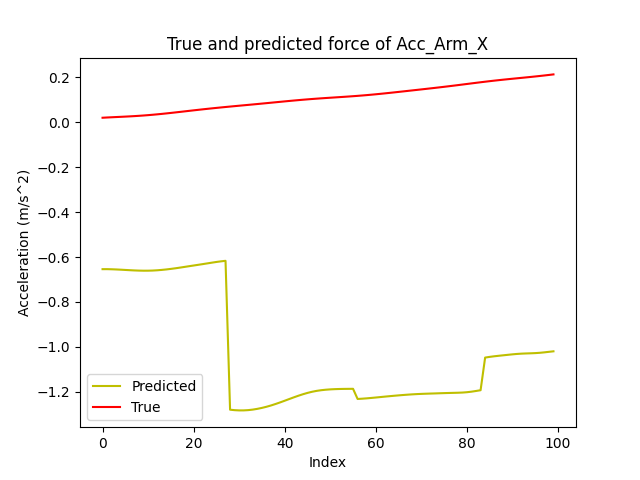 True and predicted force of Acc_Arm_X
Acceleration (m/s^2)
0.2
0.0
−0.2
−0.4
−0.6
−0.8
−1.0
−1.2
Predicted
True
0 20 40 60 80 100
Index